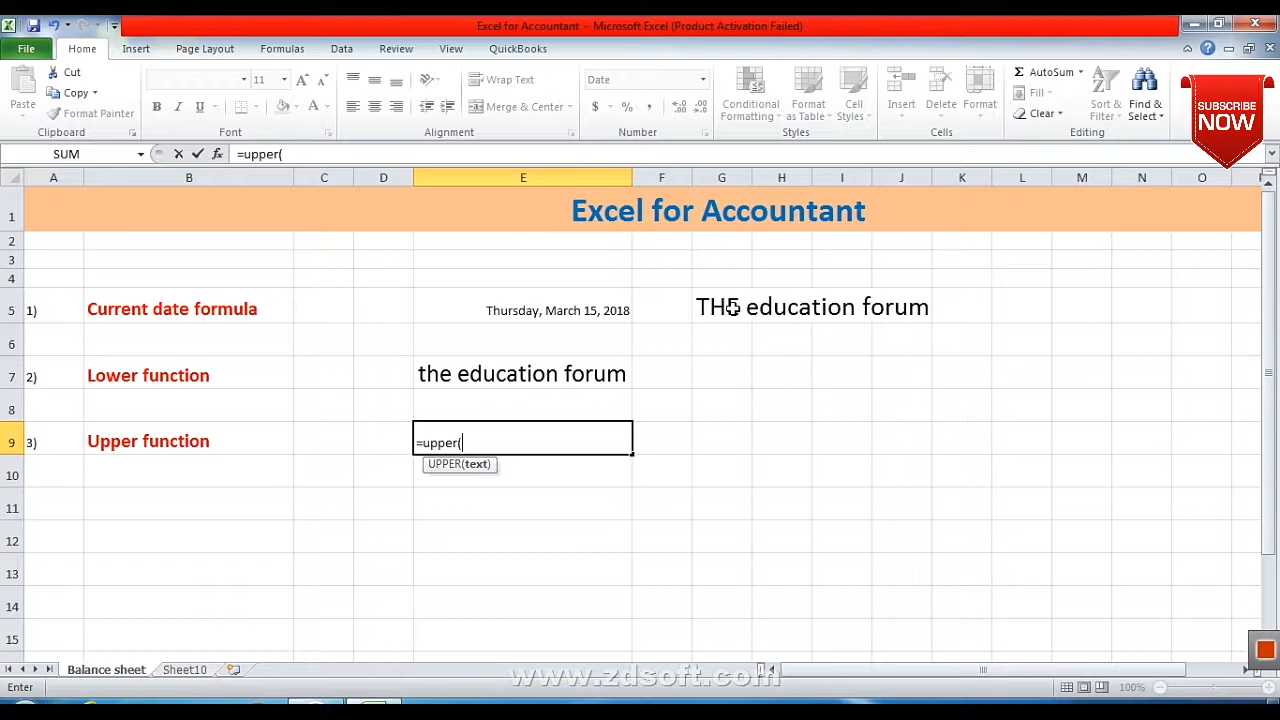 Excel for Accountant - Microsoft Excel (Product Activation Failed)
File Home Insert Page Layout Formulas Data Review View QuickBooks
Paste
Cut
Copy
Format Painter
Clipboard
11
B I U
Font
Wrap Text
Merge & Center
Alignment
Date
$ % ,
Number
Conditional Formatting
Format as Table
Cell Styles
Styles
Insert
Delete
Format
Cells
AutoSum
Fill
Clear
Sort & Filter
Find & Select
Editing
SUBSCRIBE
NOW
SUM fx =upper(
A B C D E F G H I J K L M N O
1 Excel for Accountant
2
3
4
5 1) Current date formula Thursday, March 15, 2018 THE education forum
6
7 2) Lower function the education forum
8
9 3) Upper function =upper(
UPPER(text)
10
11
12
13
14
15
Balance sheet Sheet10
www.zdsoft.com
Enter 100%